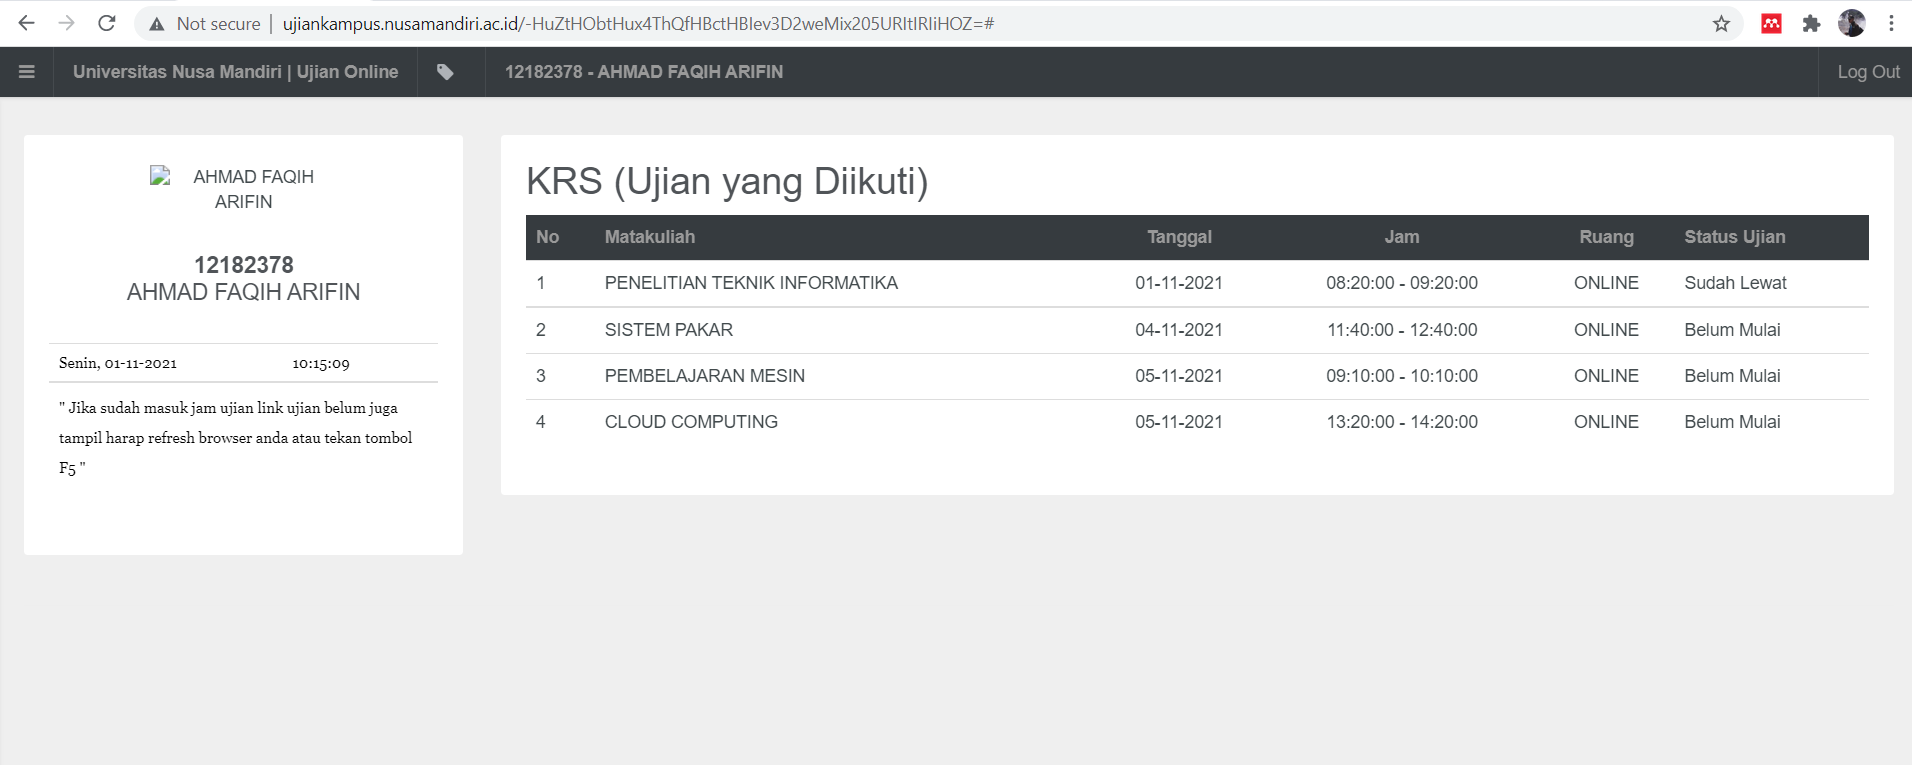 Not secure | ujiankampus.nusamandiri.ac.id/-HuZtHObtHux4ThQfHBctHBIev3D2weMix205URItIRIiHOZ=#
Universitas Nusa Mandiri | Ujian Online
12182378 - AHMAD FAQIH ARIFIN
Log Out
AHMAD FAQIH
ARIFIN
12182378
AHMAD FAQIH ARIFIN
Senin, 01-11-2021 10:15:09
" Jika sudah masuk jam ujian link ujian belum juga
tampil harap refresh browser anda atau tekan tombol
F5 "
KRS (Ujian yang Diikuti)
No Matakuliah Tanggal Jam Ruang Status Ujian
1 PENELITIAN TEKNIK INFORMATIKA 01-11-2021 08:20:00 - 09:20:00 ONLINE Sudah Lewat
2 SISTEM PAKAR 04-11-2021 11:40:00 - 12:40:00 ONLINE Belum Mulai
3 PEMBELAJARAN MESIN 05-11-2021 09:10:00 - 10:10:00 ONLINE Belum Mulai
4 CLOUD COMPUTING 05-11-2021 13:20:00 - 14:20:00 ONLINE Belum Mulai